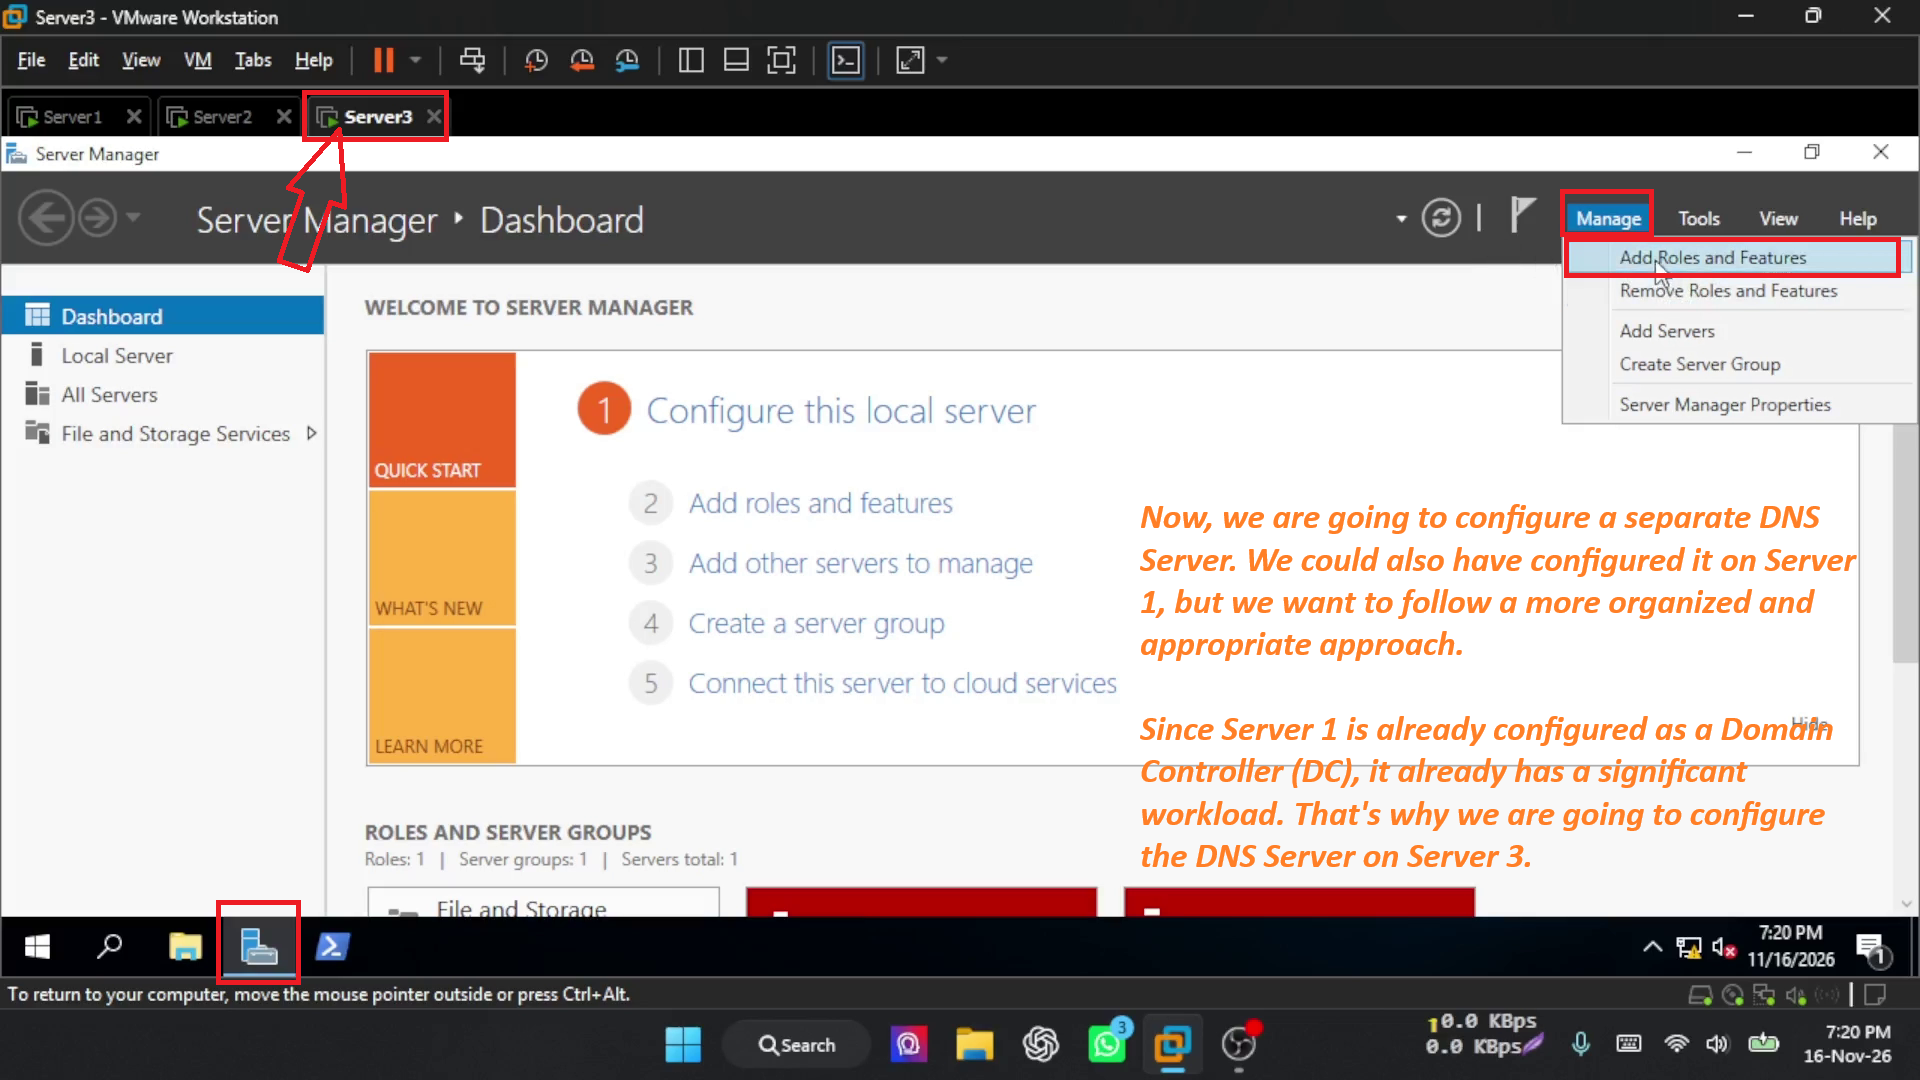 Server3 - VMware Workstation
File Edit View VM Tabs Help
Server1 Server2 Server3
Server Manager
Server Manager ‣ Dashboard
Manage Tools View Help
Add Roles and Features
Remove Roles and Features
Add Servers
Create Server Group
Server Manager Properties
Dashboard
Local Server
All Servers
File and Storage Services
WELCOME TO SERVER MANAGER
QUICK START
WHAT'S NEW
LEARN MORE
1 Configure this local server
2 Add roles and features
3 Add other servers to manage
4 Create a server group
5 Connect this server to cloud services
Hide
Now, we are going to configure a separate DNS
Server. We could also have configured it on Server
1, but we want to follow a more organized and
appropriate approach.
Since Server 1 is already configured as a Domain
Controller (DC), it already has a significant
workload. That's why we are going to configure
the DNS Server on Server 3.
ROLES AND SERVER GROUPS
Roles: 1 | Server groups: 1 | Servers total: 1
File and Storage
7:20 PM
11/16/2026
1
To return to your computer, move the mouse pointer outside or press Ctrl+Alt.
Search
3
0.0 KBps
0.0 KBps
7:20 PM
16-Nov-26